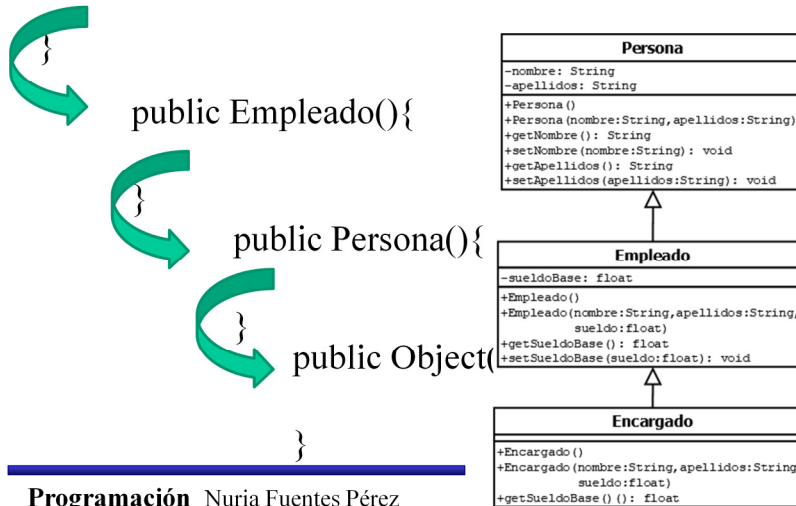 }
public Empleado(){
}
public Persona(){
}
public Object(
}
Programación Nuria Fuentes Pérez
Persona
-nombre: String
-apellidos: String
+Persona()
+Persona(nombre:String,apellidos:String)
+getNombre(): String
+setNombre(nombre:String): void
+getApellidos(): String
+setApellidos(apellidos:String): void
Empleado
-sueldoBase: float
+Empleado()
+Empleado(nombre:String,apellidos:String,
sueldo:float)
+getSueldoBase(): float
+setSueldoBase(sueldo:float): void
Encargado
+Encargado()
+Encargado(nombre:String,apellidos:String
sueldo:float)
+getSueldoBase()(): float